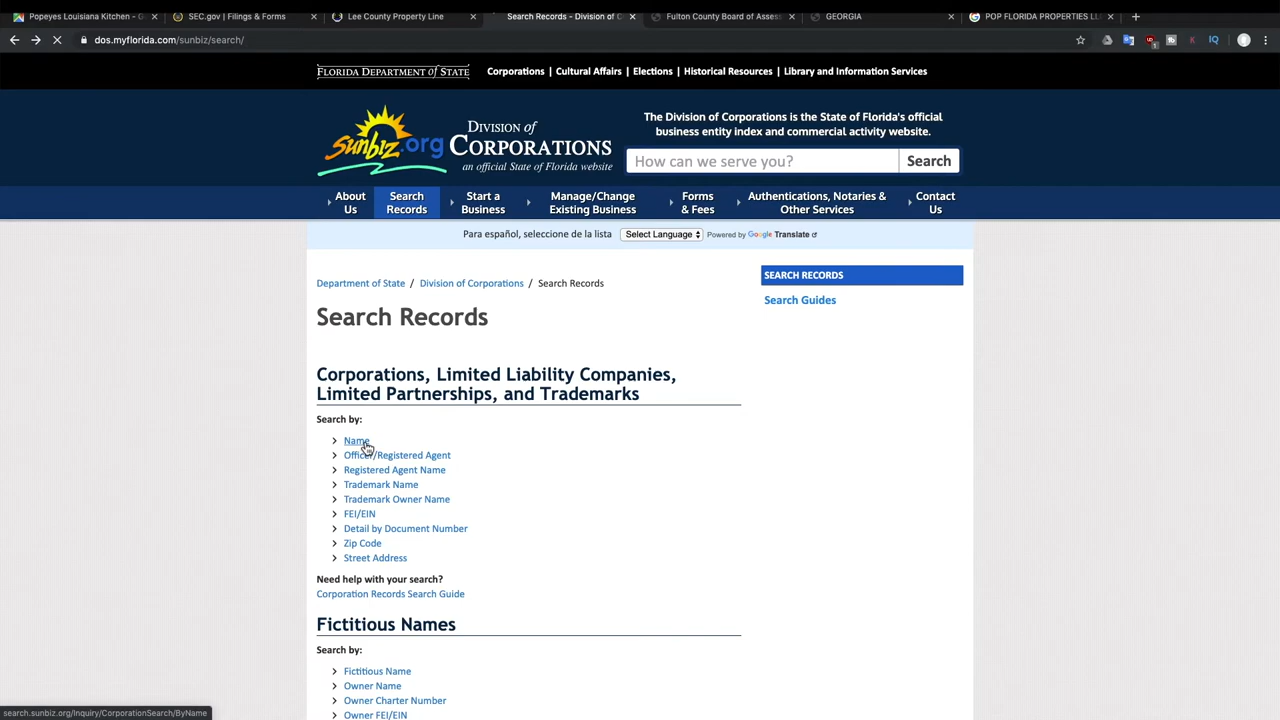 Popeyes Louisiana Kitchen - G
SEC.gov | Filings & Forms
Lee County Property Line
Search Records - Division of C
Fulton County Board of Assess
GEORGIA
POP FLORIDA PROPERTIES LL
dos.myflorida.com/sunbiz/search/
FLORIDA DEPARTMENT of STATE
Corporations | Cultural Affairs | Elections | Historical Resources | Library and Information Services
sunbiz.org
DIVISION of
CORPORATIONS
an official State of Florida website
The Division of Corporations is the State of Florida's official
business entity index and commercial activity website.
How can we serve you?
Search
About
Us
Search
Records
Start a
Business
Manage/Change
Existing Business
Forms
& Fees
Authentications, Notaries &
Other Services
Contact
Us
Para español, seleccione de la lista
Select Language
Powered by Google Translate
Department of State / Division of Corporations / Search Records
SEARCH RECORDS
Search Guides
Search Records
Corporations, Limited Liability Companies,
Limited Partnerships, and Trademarks
Search by:
Name
Officer/Registered Agent
Registered Agent Name
Trademark Name
Trademark Owner Name
FEI/EIN
Detail by Document Number
Zip Code
Street Address
Need help with your search?
Corporation Records Search Guide
Fictitious Names
Search by:
Fictitious Name
Owner Name
Owner Charter Number
Owner FEI/EIN
search.sunbiz.org/Inquiry/CorporationSearch/ByName